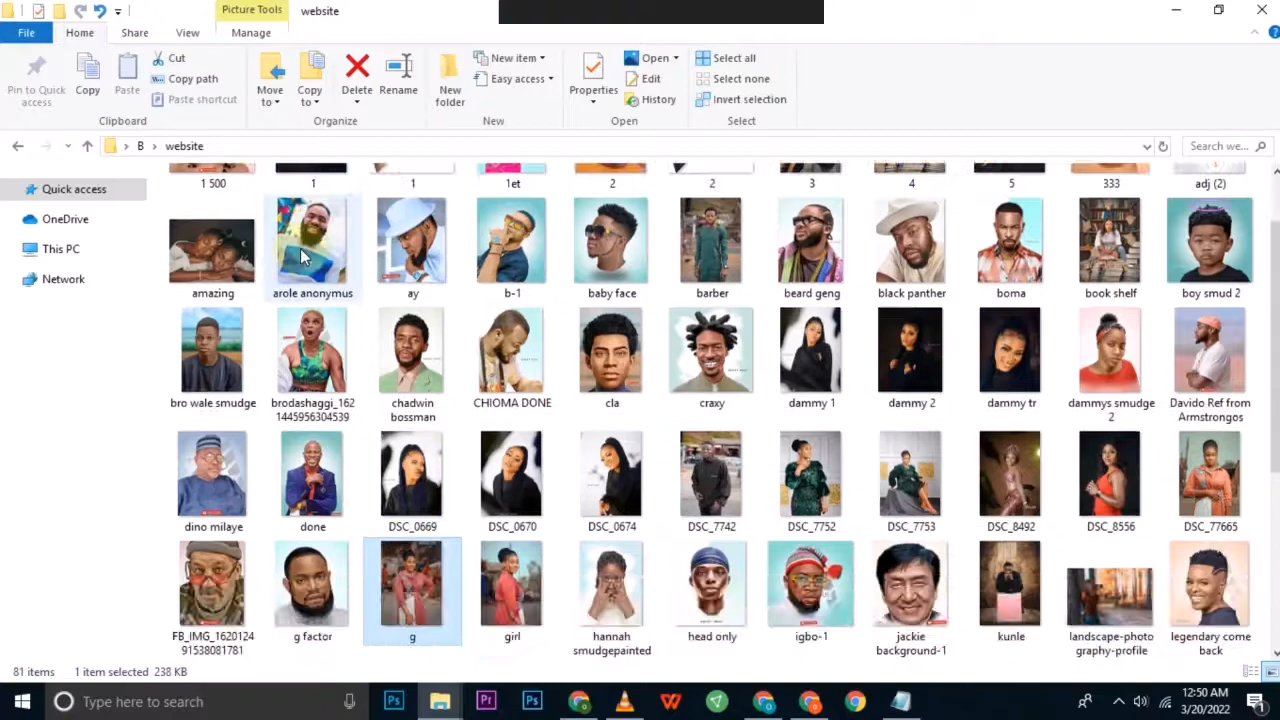 Picture Tools
website
File
Home
Share
View
Manage
Pin to Quick access
Copy
Paste
Cut
Copy path
Paste shortcut
Clipboard
Move to
Copy to
Delete
Rename
Organize
New folder
New item
Easy access
New
Properties
Open
Edit
History
Open
Select all
Select none
Invert selection
Select
B
website
Search we...
Quick access
OneDrive
This PC
Network
1 500
1
1
1et
2
2
3
4
5
333
adj (2)
amazing
arole anonymus
ay
b-1
baby face
barber
beard geng
black panther
boma
book shelf
boy smud 2
bro wale smudge
brodashaggi_162
1445956304539
chadwin
bossman
CHIOMA DONE
cla
craxy
dammy 1
dammy 2
dammy tr
dammys smudge
2
Davido Ref from
Armstrongos
dino milaye
done
DSC_0669
DSC_0670
DSC_0674
DSC_7742
DSC_7752
DSC_7753
DSC_8492
DSC_8556
DSC_77665
FB_IMG_1620124
91538081781
g factor
g
girl
hannah
smudgepainted
head only
igbo-1
jackie
background-1
kunle
landscape-photo
graphy-profile
legendary come
back
81 items
1 item selected 238 KB
Type here to search
12:50 AM
3/20/2022